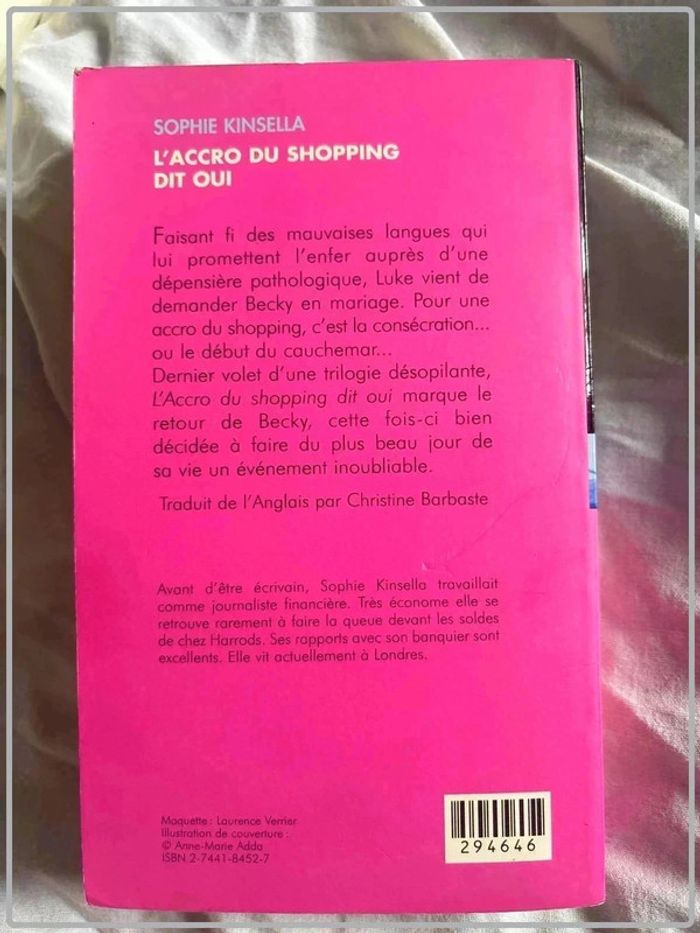 SOPHIE KINSELLA
L'ACCRO DU SHOPPING
DIT OUI
Faisant fi des mauvaises langues qui
lui promettent l'enfer auprès d'une
dépensière pathologique, Luke vient de
demander Becky en mariage. Pour une
accro du shopping, c'est la consécration...
ou le début du cauchemar...
Dernier volet d'une trilogie désopilante,
L'Accro du shopping dit oui marque le
retour de Becky, cette fois-ci bien
décidée à faire du plus beau jour de
sa vie un événement inoubliable.
Traduit de l'Anglais par Christine Barbaste
Avant d'être écrivain, Sophie Kinsella travaillait
comme journaliste financière. Très économe elle se
retrouve rarement à faire la queue devant les soldes
de chez Harrods. Ses rapports avec son banquier sont
excellents. Elle vit actuellement à Londres.
Maquette : Laurence Verrier
Illustration de couverture :
© Anne-Marie Adda
ISBN 2-7441-8452-7
294646